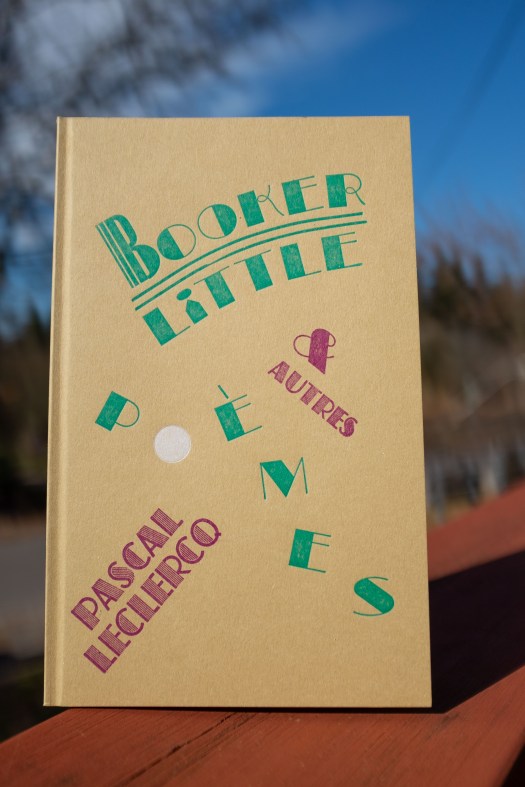 BOOKER
LiTTLE
&
AUTRES
POÈMES
PASCAL
LECLERCQ